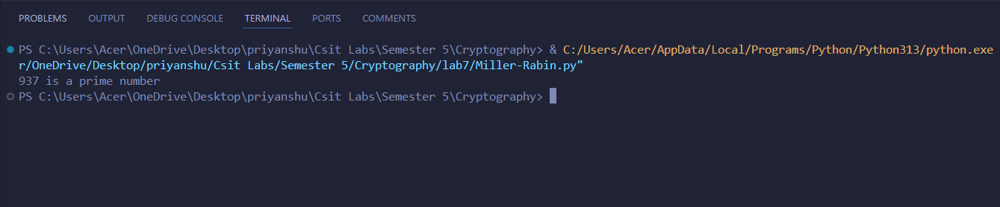 PROBLEMS OUTPUT DEBUG CONSOLE TERMINAL PORTS COMMENTS
PS C:\Users\Acer\OneDrive\Desktop\priyanshu\Csit Labs\Semester 5\Cryptography> & C:/Users/Acer/AppData/Local/Programs/Python/Python313/python.exe
r/OneDrive/Desktop/priyanshu/Csit Labs/Semester 5/Cryptography/lab7/Miller-Rabin.py"
937 is a prime number
PS C:\Users\Acer\OneDrive\Desktop\priyanshu\Csit Labs\Semester 5\Cryptography>